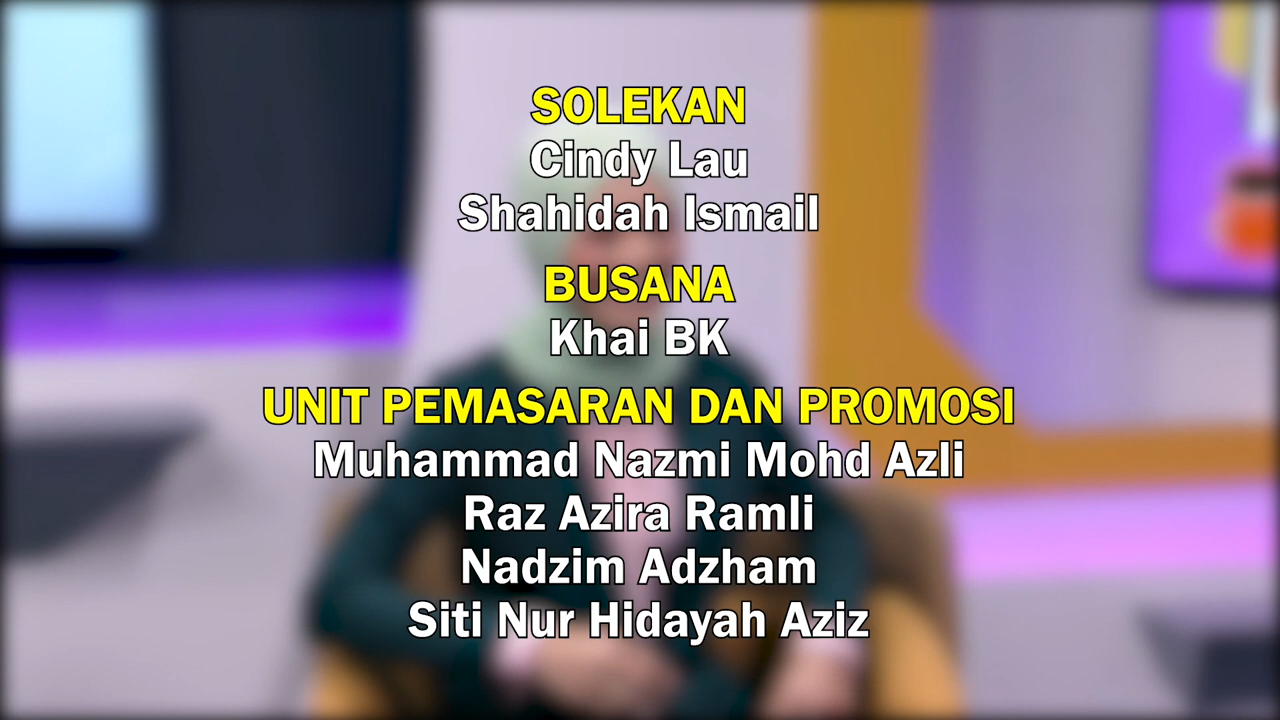 SOLEKAN
Cindy Lau
Shahidah Ismail
BUSANA
Khai BK
UNIT PEMASARAN DAN PROMOSI
Muhammad Nazmi Mohd Azli
Raz Azira Ramli
Nadzim Adzham
Siti Nur Hidayah Aziz